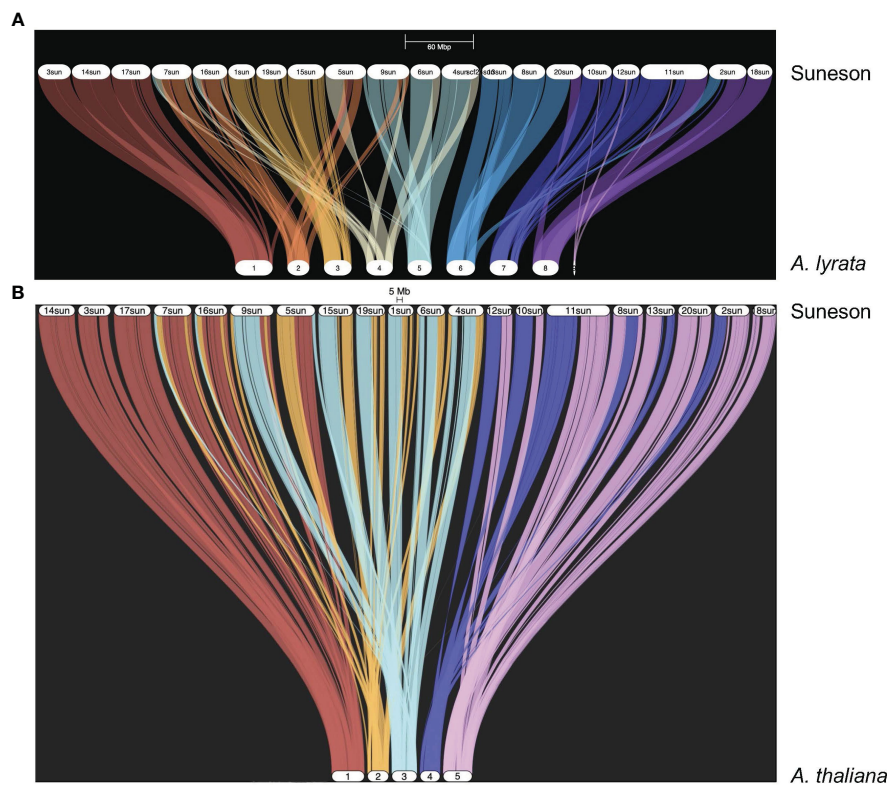 A
60 Mbp
3sun 14sun 17sun 7sun 16sun 1sun 19sun 15sun 5sun 9sun 6sun 4sun 8sun 20sun 10sun 12sun 11sun 2sun 18sun
Suneson
1 2 3 4 5 6 7 8
A. lyrata
B
5 Mb
14sun 3sun 17sun 7sun 16sun 9sun 5sun 15sun 19sun 1sun 6sun 4sun 12sun 10sun 11sun 8sun 13sun 20sun 2sun 18sun
Suneson
1 2 3 4 5
A. thaliana